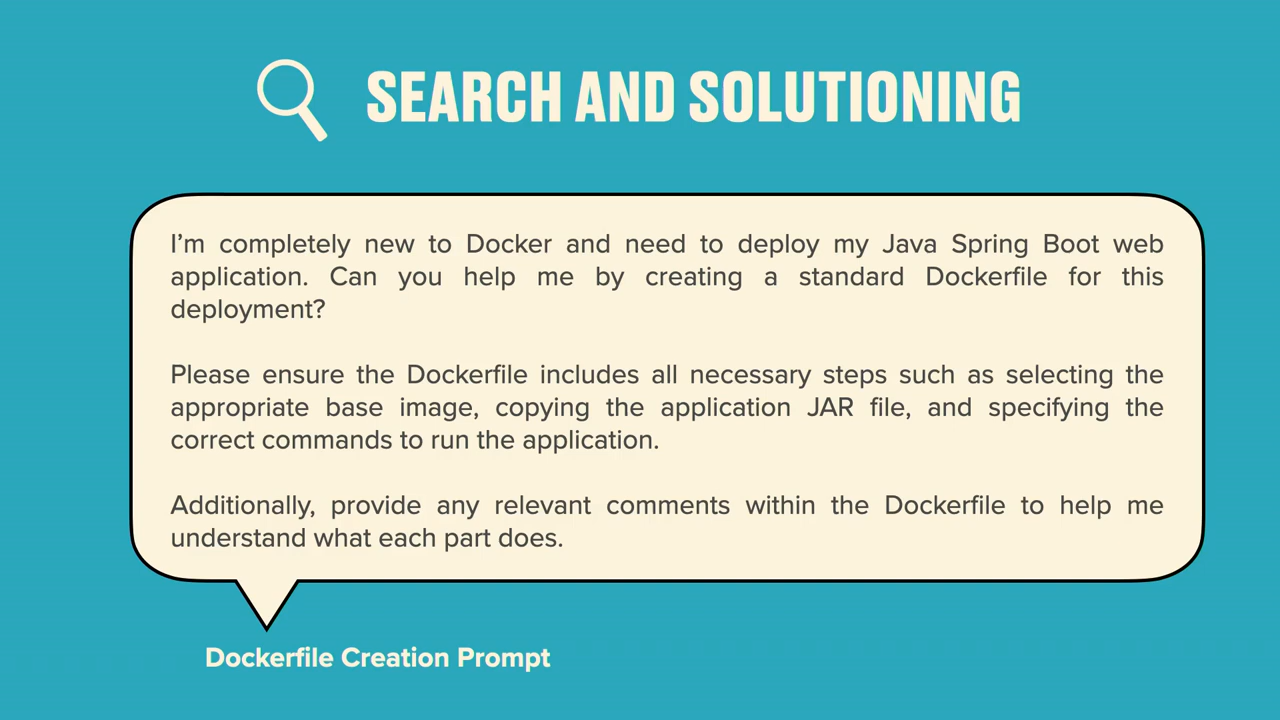 SEARCH AND SOLUTIONING
I’m completely new to Docker and need to deploy my Java Spring Boot web
application. Can you help me by creating a standard Dockerfile for this
deployment?
Please ensure the Dockerfile includes all necessary steps such as selecting the
appropriate base image, copying the application JAR file, and specifying the
correct commands to run the application.
Additionally, provide any relevant comments within the Dockerfile to help me
understand what each part does.
Dockerfile Creation Prompt